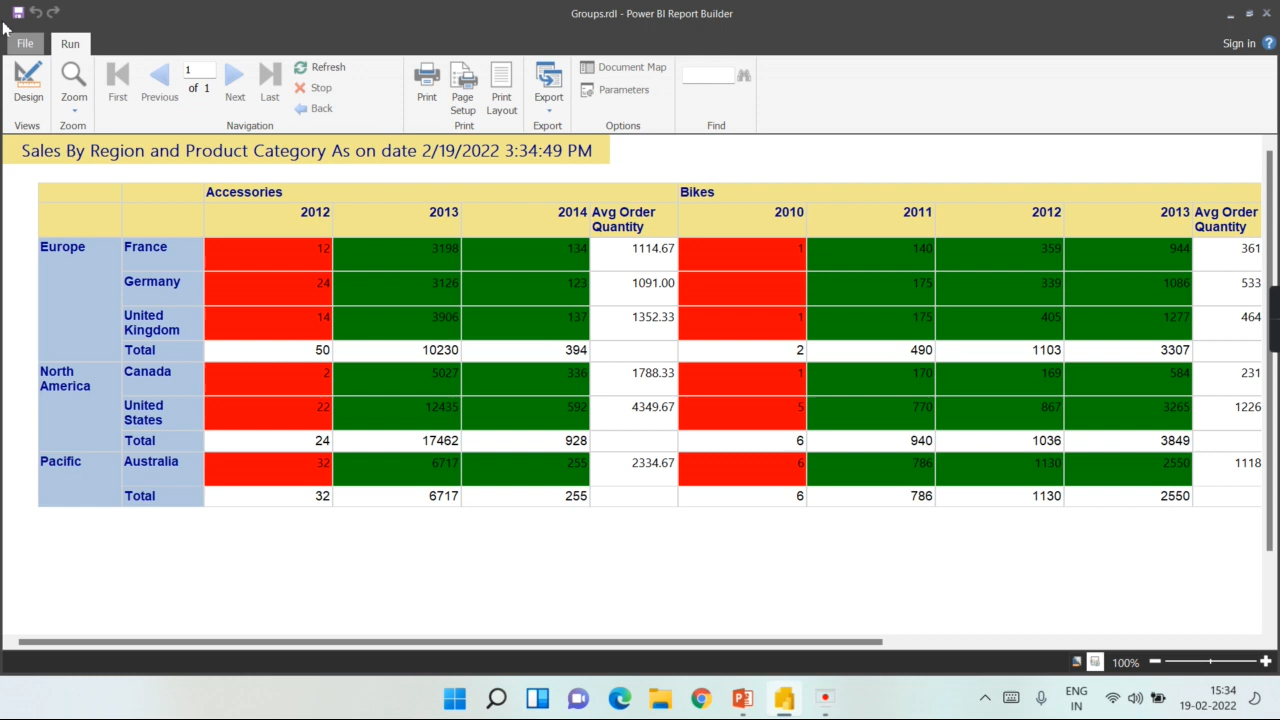 Groups.rdl - Power BI Report Builder
File Run Sign in ?
Design Zoom First Previous 1 of 1 Next Last Refresh Stop Back Print Page Setup Print Layout Export Document Map Parameters
Views Zoom Navigation Print Export Options Find
Sales By Region and Product Category As on date 2/19/2022 3:34:49 PM
Accessories Bikes
2012 2013 2014 Avg Order Quantity 2010 2011 2012 2013 Avg Order Quantity
Europe France 12 3198 134 1114.67 1 140 359 944 361
Germany 24 3126 123 1091.00 175 339 1086 533
United Kingdom 14 3906 137 1352.33 1 175 405 1277 464
Total 50 10230 394 2 490 1103 3307
North America Canada 2 5027 336 1788.33 1 170 169 584 231
United States 22 12435 592 4349.67 5 770 867 3265 1226
Total 24 17462 928 6 940 1036 3849
Pacific Australia 32 6717 255 2334.67 6 786 1130 2550 1118
Total 32 6717 255 6 786 1130 2550
100%
ENG 15:34
IN 19-02-2022